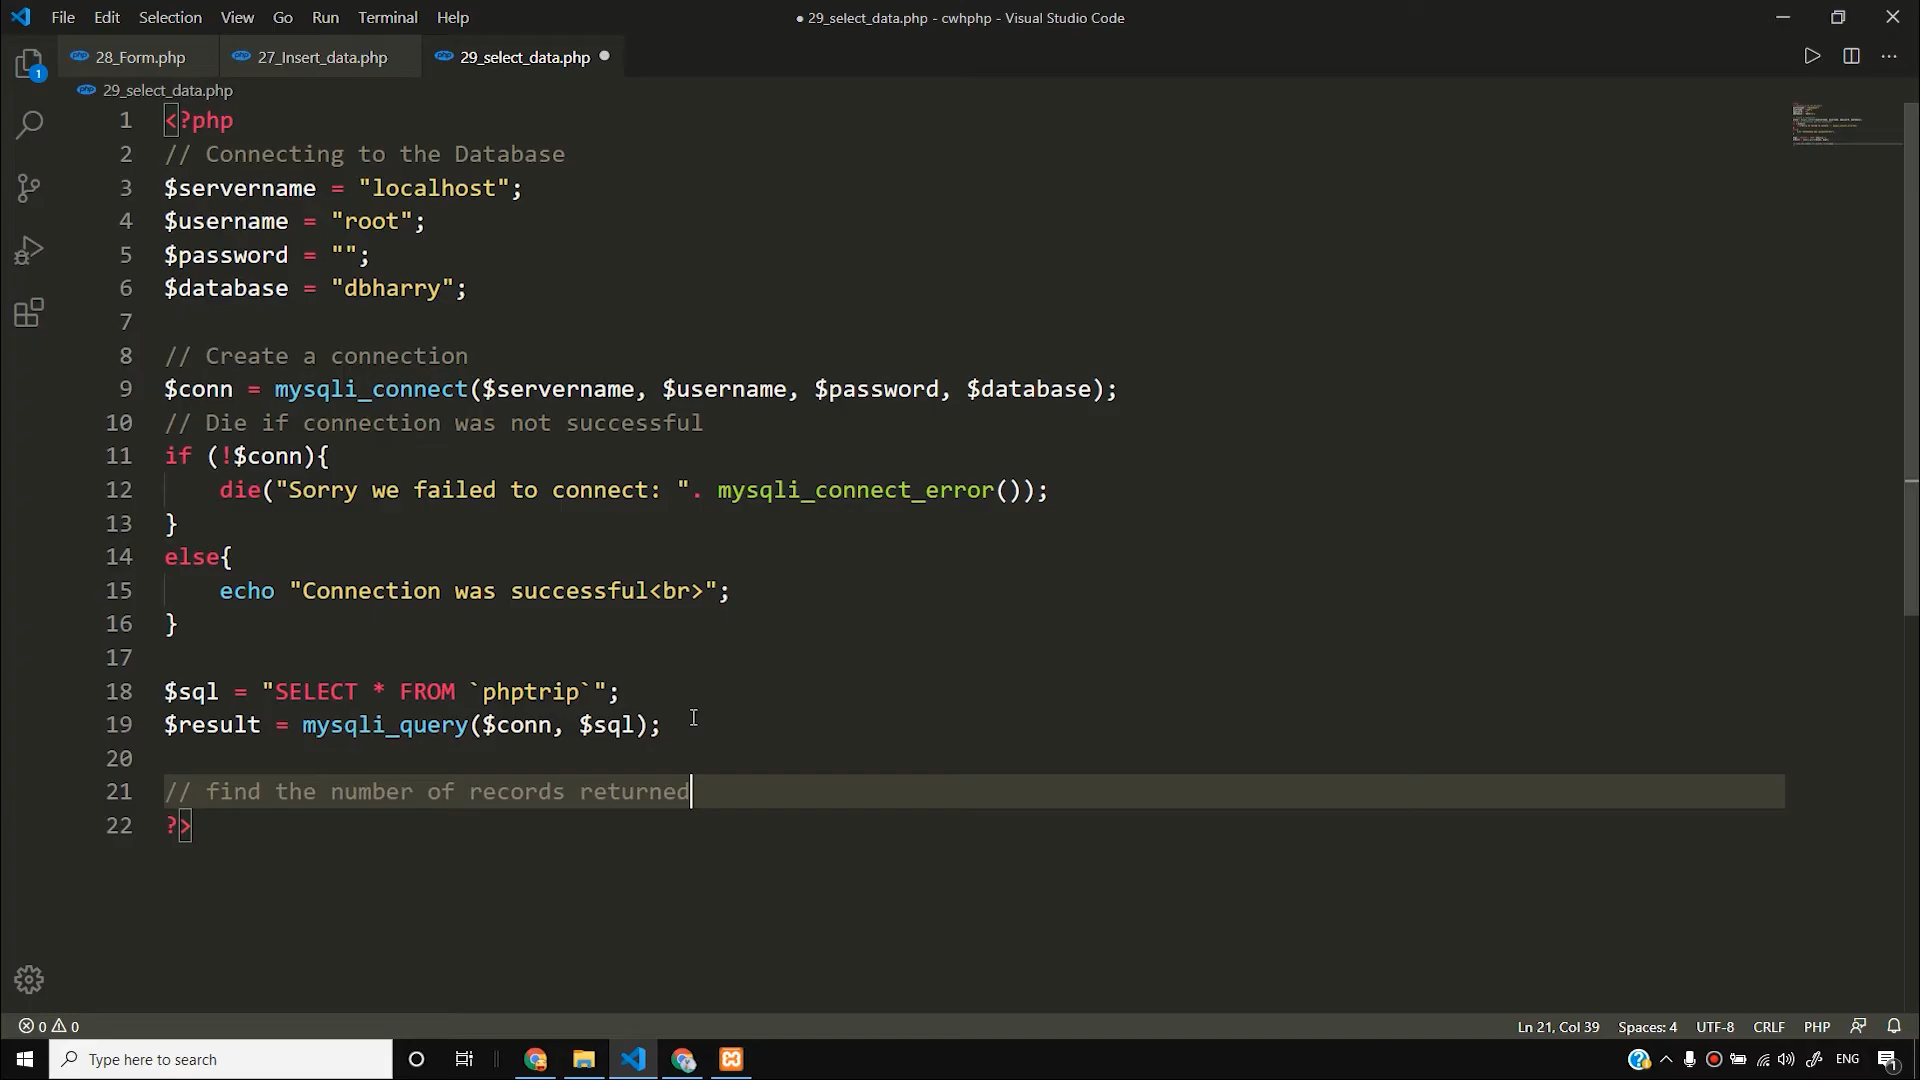 File Edit Selection View Go Run Terminal Help
● 29_select_data.php - cwhphp - Visual Studio Code
28_Form.php
27_Insert_data.php
29_select_data.php
1
29_select_data.php
1 <?php
2 // Connecting to the Database
3 $servername = "localhost";
4 $username = "root";
5 $password = "";
6 $database = "dbharry";
7
8 // Create a connection
9 $conn = mysqli_connect($servername, $username, $password, $database);
10 // Die if connection was not successful
11 if (!$conn){
12 die("Sorry we failed to connect: ". mysqli_connect_error());
13 }
14 else{
15 echo "Connection was successful<br>";
16 }
17
18 $sql = "SELECT * FROM `phptrip`";
19 $result = mysqli_query($conn, $sql);
20
21 // find the number of records returned
22 ?>
0 0
Ln 21, Col 39 Spaces: 4 UTF-8 CRLF PHP
Type here to search
ENG
1